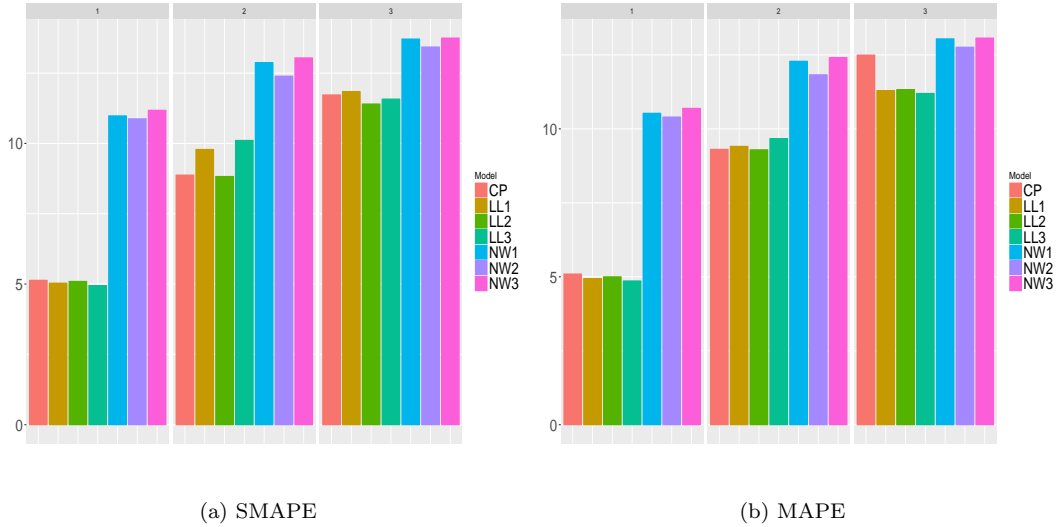 1 2 3
10
5
0
Model
CP
LL1
LL2
LL3
NW1
NW2
NW3
(a) SMAPE
1 2 3
10
5
0
Model
CP
LL1
LL2
LL3
NW1
NW2
NW3
(b) MAPE